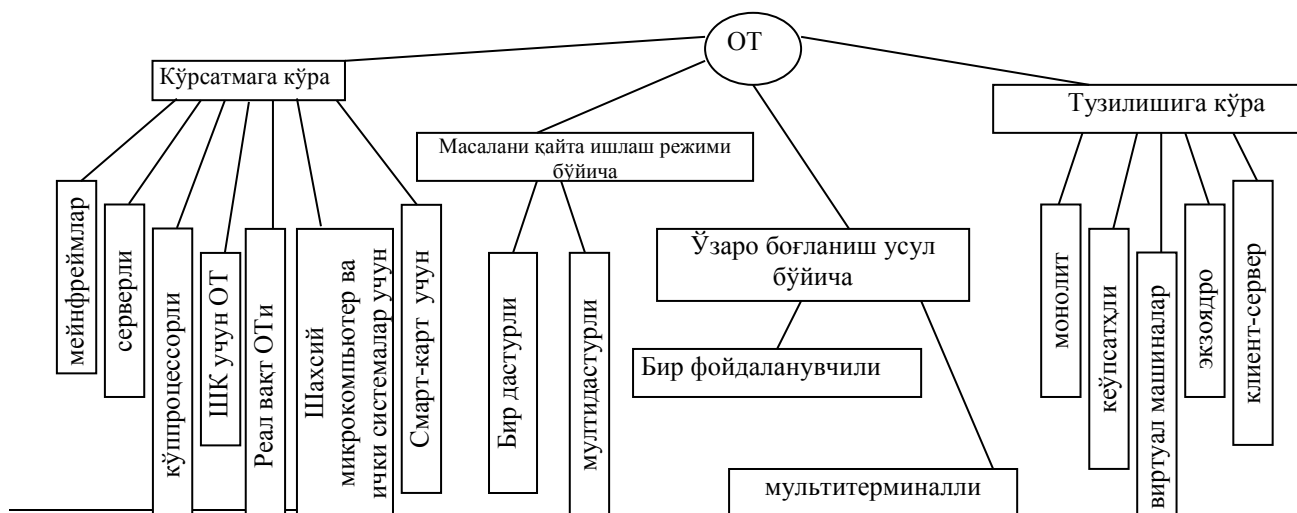 ОТ
Кўрсатмага кўра
мейнфреймлар
серверли
кўппроцессорли
ШК учун ОТ
Реал вақт ОТи
Шахсий
микрокомпьютер ва
ички системалар учун
Смарт-карт учун
Масалани қайта ишлаш режими
бўйича
Бир дастурли
мултидастурли
Ўзаро боғланиш усул
бўйича
Бир фойдаланувчили
мультитерминалли
Тузилишига кўра
монолит
кеўпсатҳли
виртуал машиналар
экзоядро
клиент-сервер